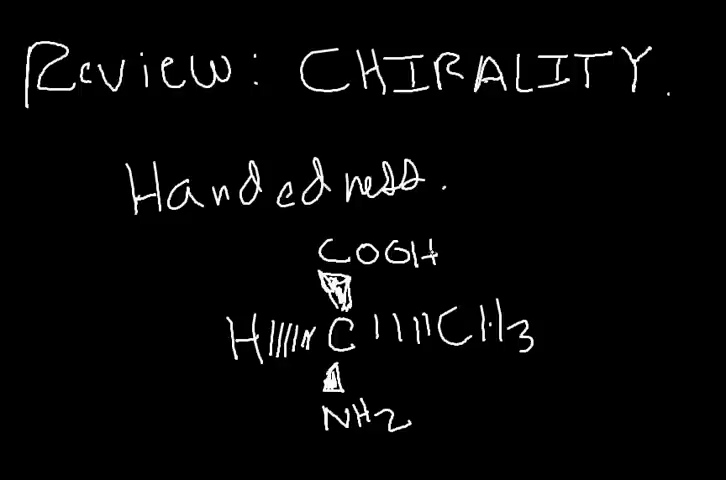 Review: CHIRALITY.
Handedness.
COOH
H C CH3
NH2